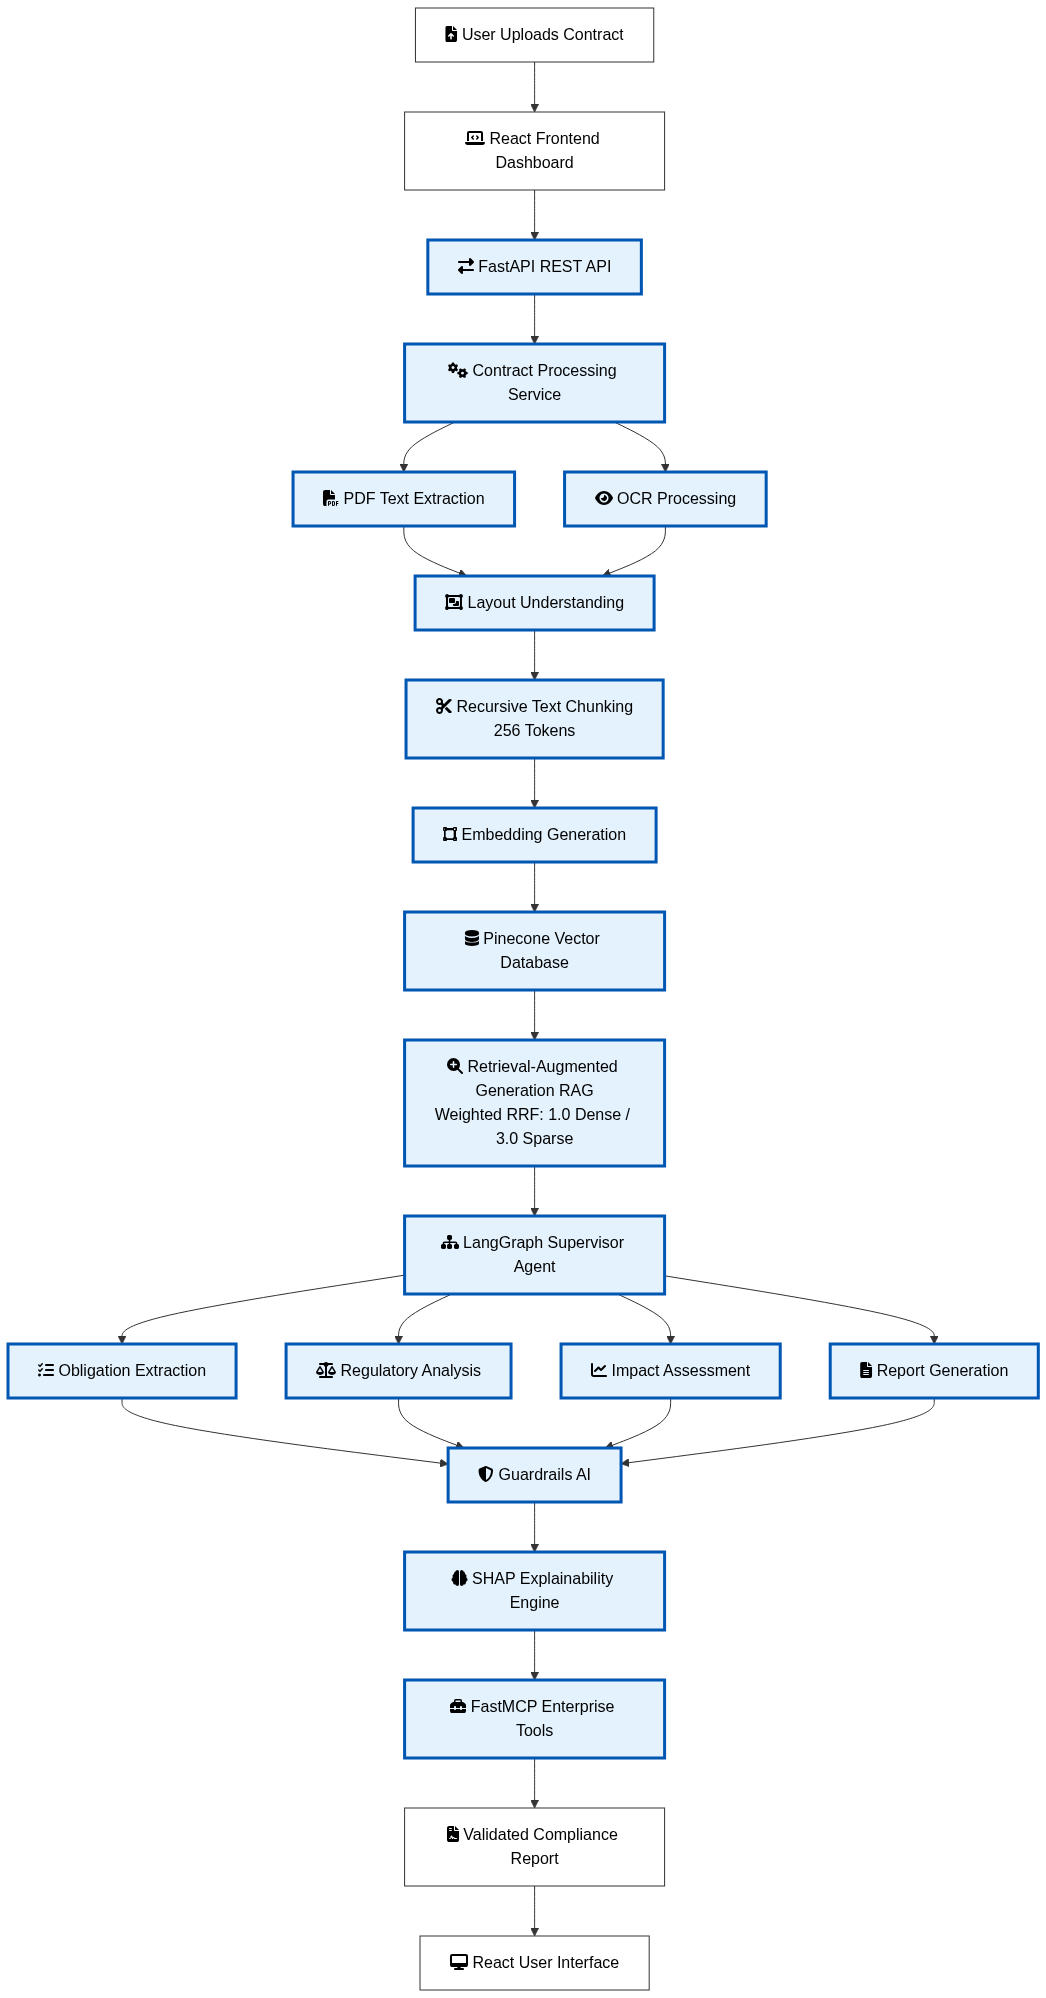 User Uploads Contract
React Frontend
Dashboard
FastAPI REST API
Contract Processing
Service
PDF Text Extraction
OCR Processing
Layout Understanding
Recursive Text Chunking
256 Tokens
Embedding Generation
Pinecone Vector
Database
Retrieval-Augmented
Generation RAG
Weighted RRF: 1.0 Dense /
3.0 Sparse
LangGraph Supervisor
Agent
Obligation Extraction
Regulatory Analysis
Impact Assessment
Report Generation
Guardrails AI
SHAP Explainability
Engine
FastMCP Enterprise
Tools
Validated Compliance
Report
React User Interface